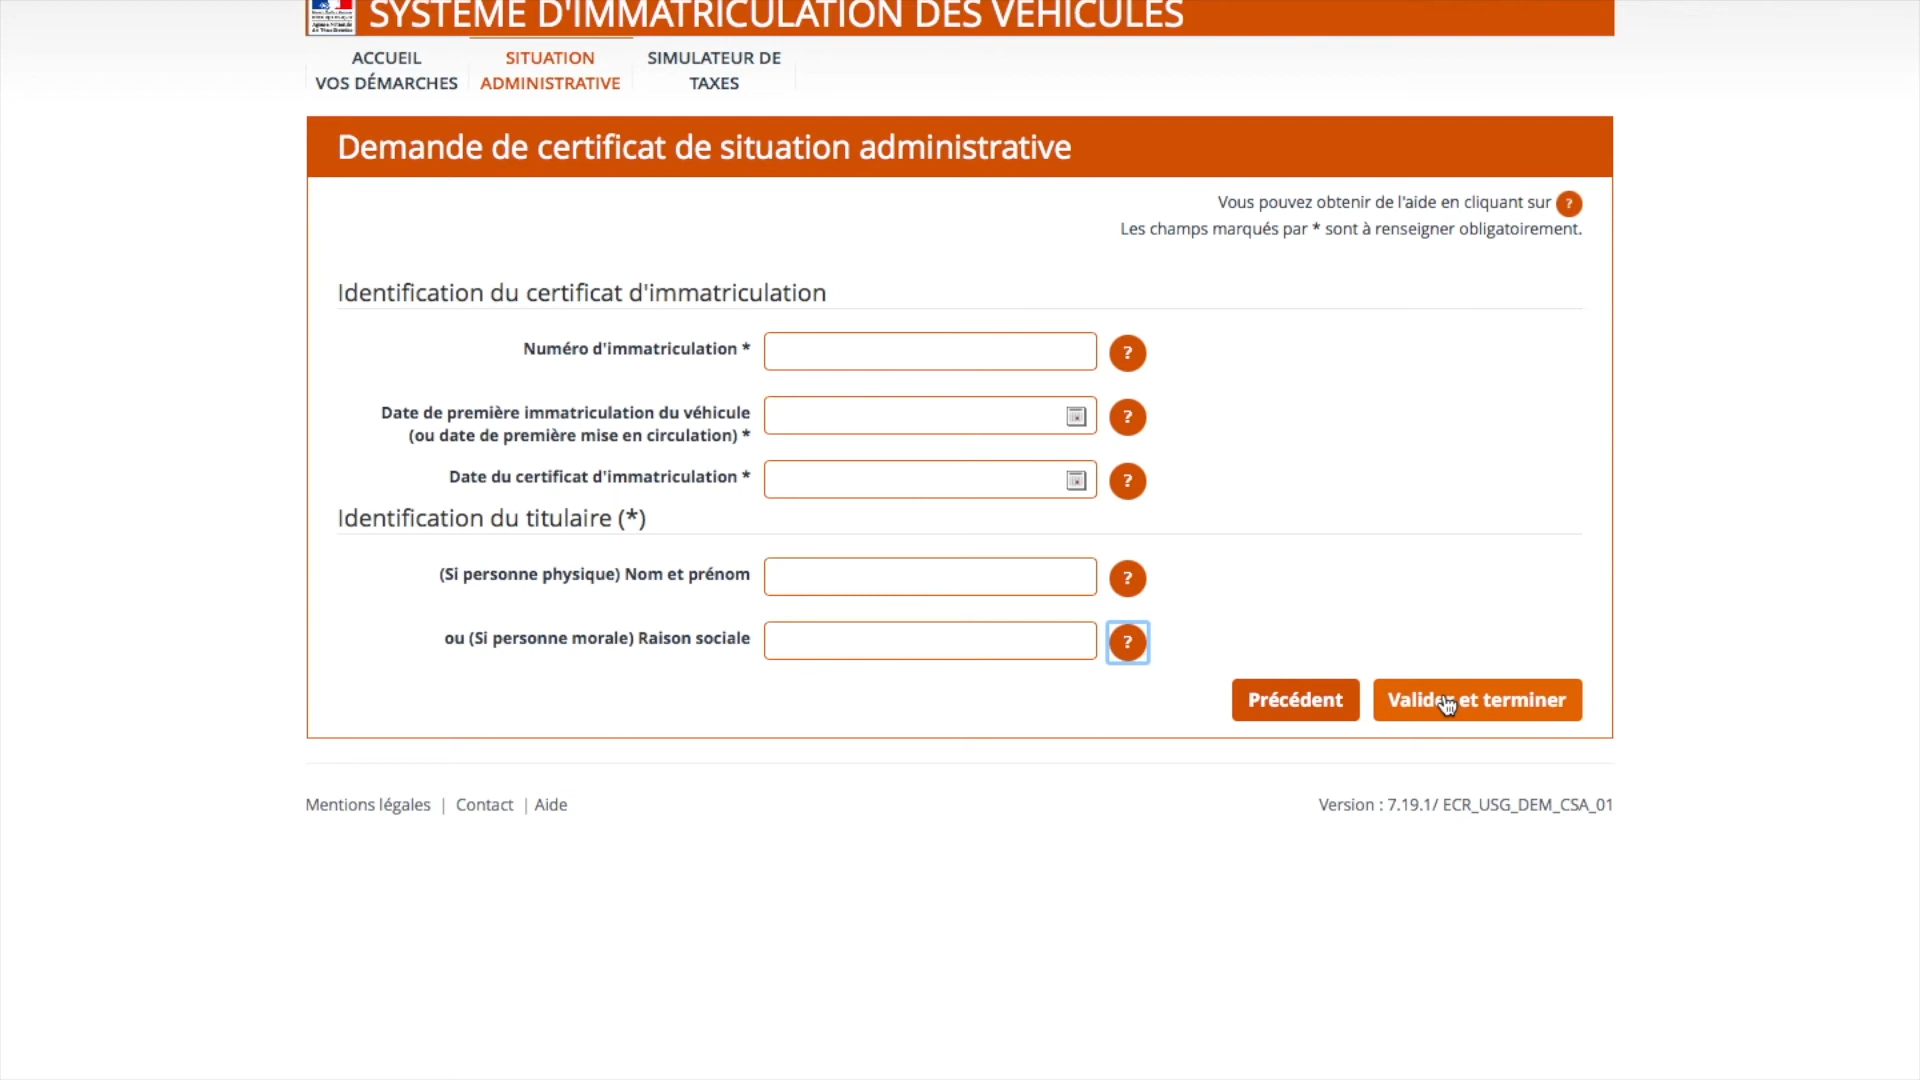 SYSTÈME D'IMMATRICULATION DES VÉHICULES
ACCUEIL
VOS DÉMARCHES
SITUATION
ADMINISTRATIVE
SIMULATEUR DE
TAXES
Demande de certificat de situation administrative
Vous pouvez obtenir de l'aide en cliquant sur ?
Les champs marqués par * sont à renseigner obligatoirement.
Identification du certificat d'immatriculation
Numéro d'immatriculation * ?
Date de première immatriculation du véhicule
(ou date de première mise en circulation) * ?
Date du certificat d'immatriculation * ?
Identification du titulaire (*)
(Si personne physique) Nom et prénom ?
ou (Si personne morale) Raison sociale ?
Précédent Valider et terminer
Mentions légales | Contact | Aide
Version : 7.19.1/ ECR_USG_DEM_CSA_01